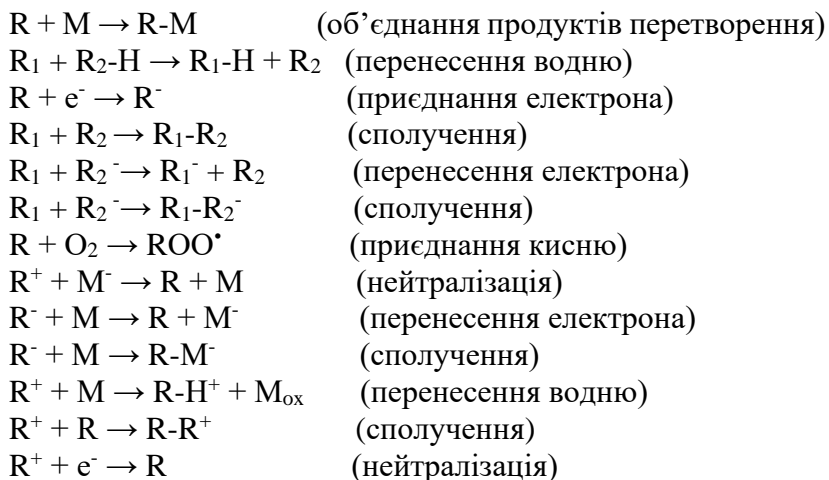 R + M → R-M (об’єднання продуктів перетворення)
R₁ + R₂-H → R₁-H + R₂ (перенесення водню)
R + e⁻ → R⁻ (приєднання електрона)
R₁ + R₂ → R₁-R₂ (сполучення)
R₁ + R₂⁻ → R₁⁻ + R₂ (перенесення електрона)
R₁ + R₂⁻ → R₁-R₂⁻ (сполучення)
R + O₂ → ROO• (приєднання кисню)
R⁺ + M⁻ → R + M (нейтралізація)
R⁻ + M → R + M⁻ (перенесення електрона)
R⁻ + M → R-M⁻ (сполучення)
R⁺ + M → R-H⁺ + Mₒₓ (перенесення водню)
R⁺ + R → R-R⁺ (сполучення)
R⁺ + e⁻ → R (нейтралізація)